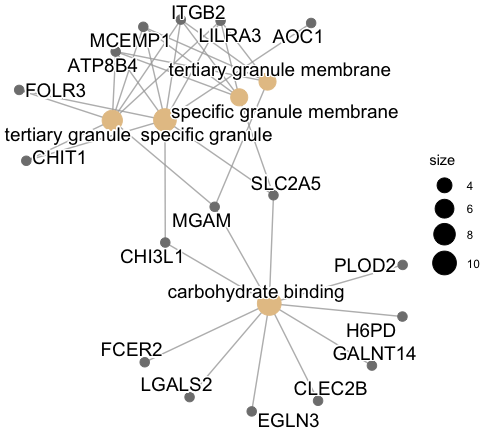 ITGB2
MCEMP1
LILRA3
AOC1
ATP8B4
tertiary granule membrane
FOLR3
specific granule membrane
tertiary granule
specific granule
CHIT1
size
4
6
8
10
SLC2A5
MGAM
CHI3L1
PLOD2
carbohydrate binding
H6PD
FCER2
GALNT14
LGALS2
CLEC2B
EGLN3